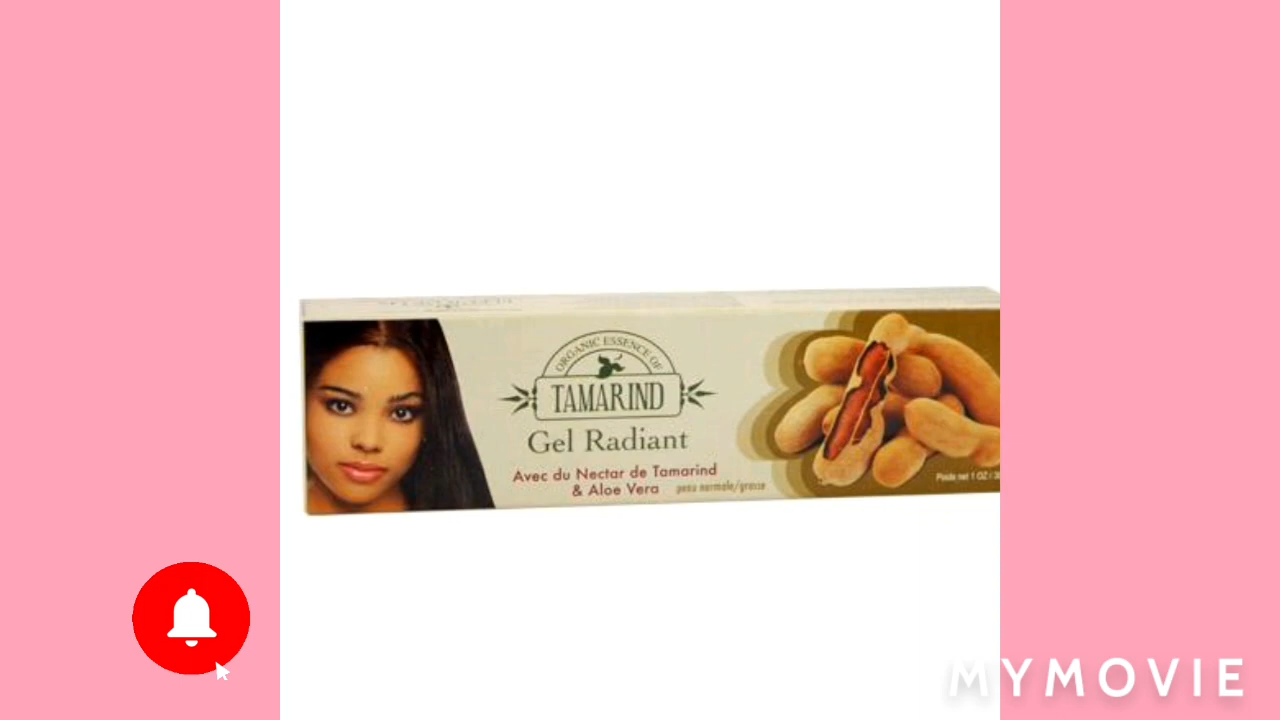 ORGANIC ESSENCE OF
TAMARIND
Gel Radiant
Avec du Nectar de Tamarind
& Aloe Vera peau normale/grasse
Poids net 1 OZ /
MYMOVIE